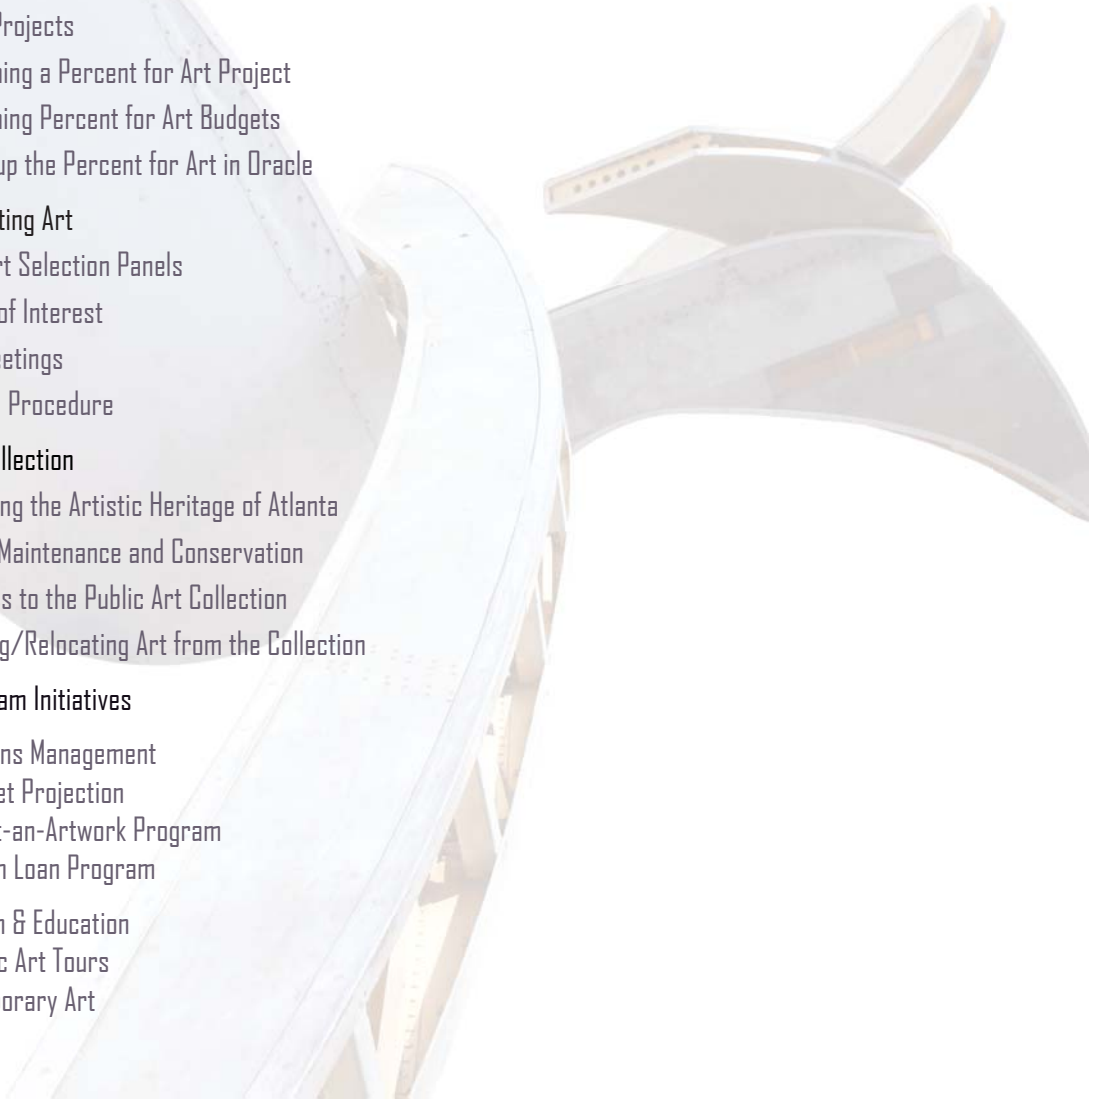 Projects
ning a Percent for Art Project
ning Percent for Art Budgets
up the Percent for Art in Oracle
ting Art
rt Selection Panels
of Interest
eetings
Procedure
llection
ng the Artistic Heritage of Atlanta
Maintenance and Conservation
s to the Public Art Collection
g/Relocating Art from the Collection
am Initiatives
ns Management
et Projection
t-an-Artwork Program
n Loan Program
n & Education
c Art Tours
orary Art